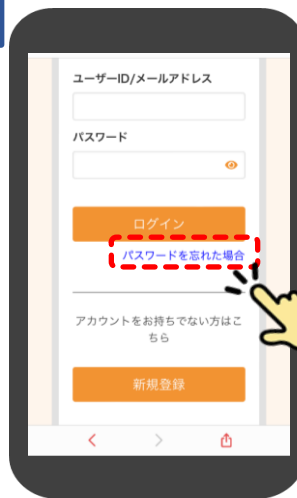 ユーザーID/メールアドレス
パスワード
ログイン
パスワードを忘れた場合
アカウントをお持ちでない方はこ
ちら
新規登録